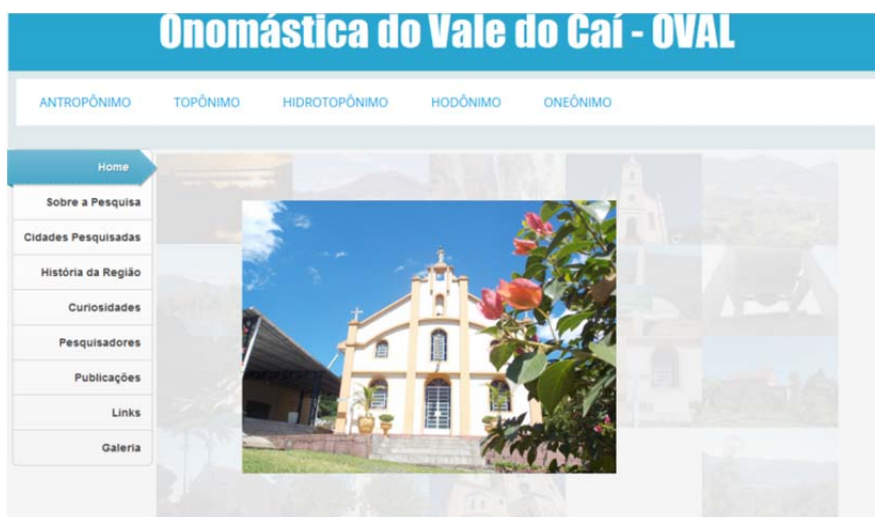 Onomástica do Vale do Caí - OVAL
ANTROPÔNIMO TOPÔNIMO HIDROTOPÔNIMO HODÔNIMO ONEÔNIMO
Home
Sobre a Pesquisa
Cidades Pesquisadas
História da Região
Curiosidades
Pesquisadores
Publicações
Links
Galeria